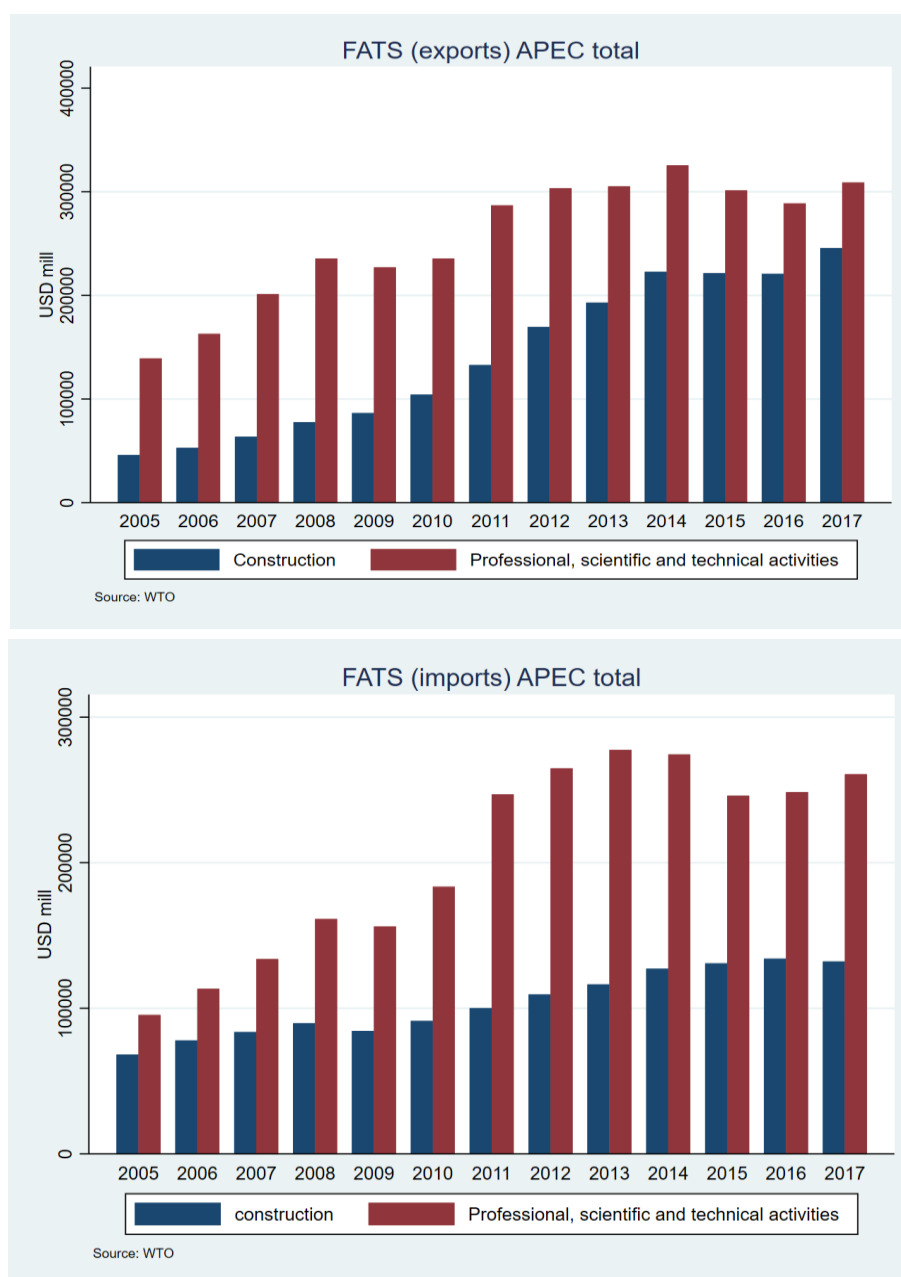 FATS (exports) APEC total
USD mill
400000
300000
200000
100000
0
2005 2006 2007 2008 2009 2010 2011 2012 2013 2014 2015 2016 2017
Construction Professional, scientific and technical activities
Source: WTO
FATS (imports) APEC total
USD mill
300000
200000
100000
0
2005 2006 2007 2008 2009 2010 2011 2012 2013 2014 2015 2016 2017
construction Professional, scientific and technical activities
Source: WTO